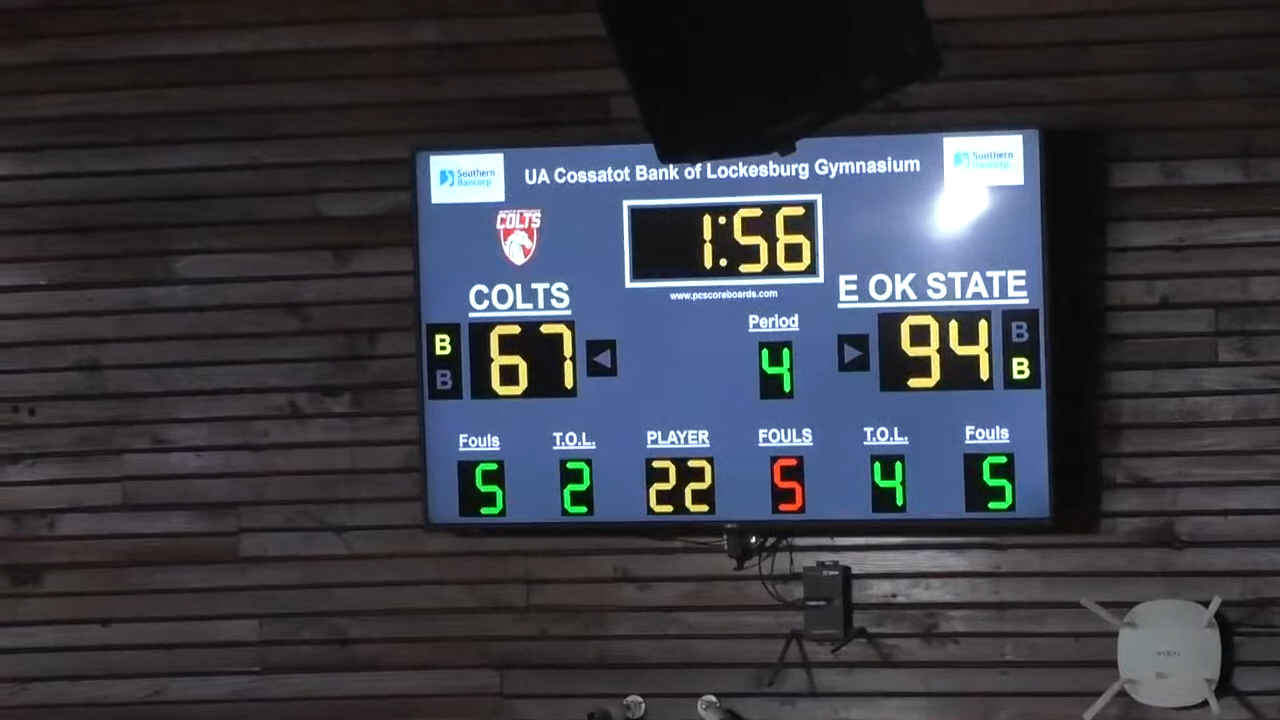 Southern Bancorp
UA Cossatot Bank of Lockesburg Gymnasium
Southern Bancorp
COLTS
1:56
www.pcscoreboards.com
COLTS
E OK STATE
Period
B
B
67
4
94
B
B
Fouls
T.O.L.
PLAYER
FOULS
T.O.L.
Fouls
5
2
22
5
4
5